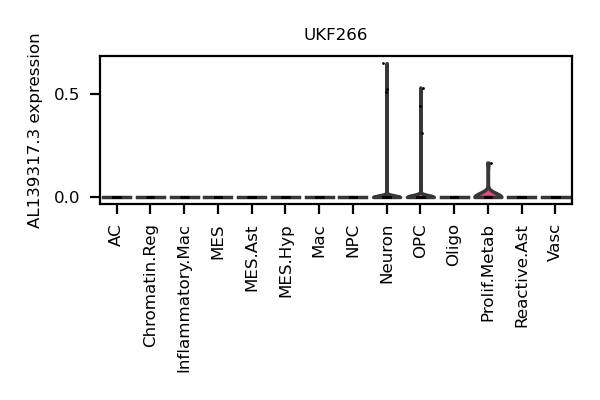 UKF266
AL139317.3 expression
0.5
0.0
AC
Chromatin.Reg
Inflammatory.Mac
MES
MES.Ast
MES.Hyp
Mac
NPC
Neuron
OPC
Oligo
Prolif.Metab
Reactive.Ast
Vasc